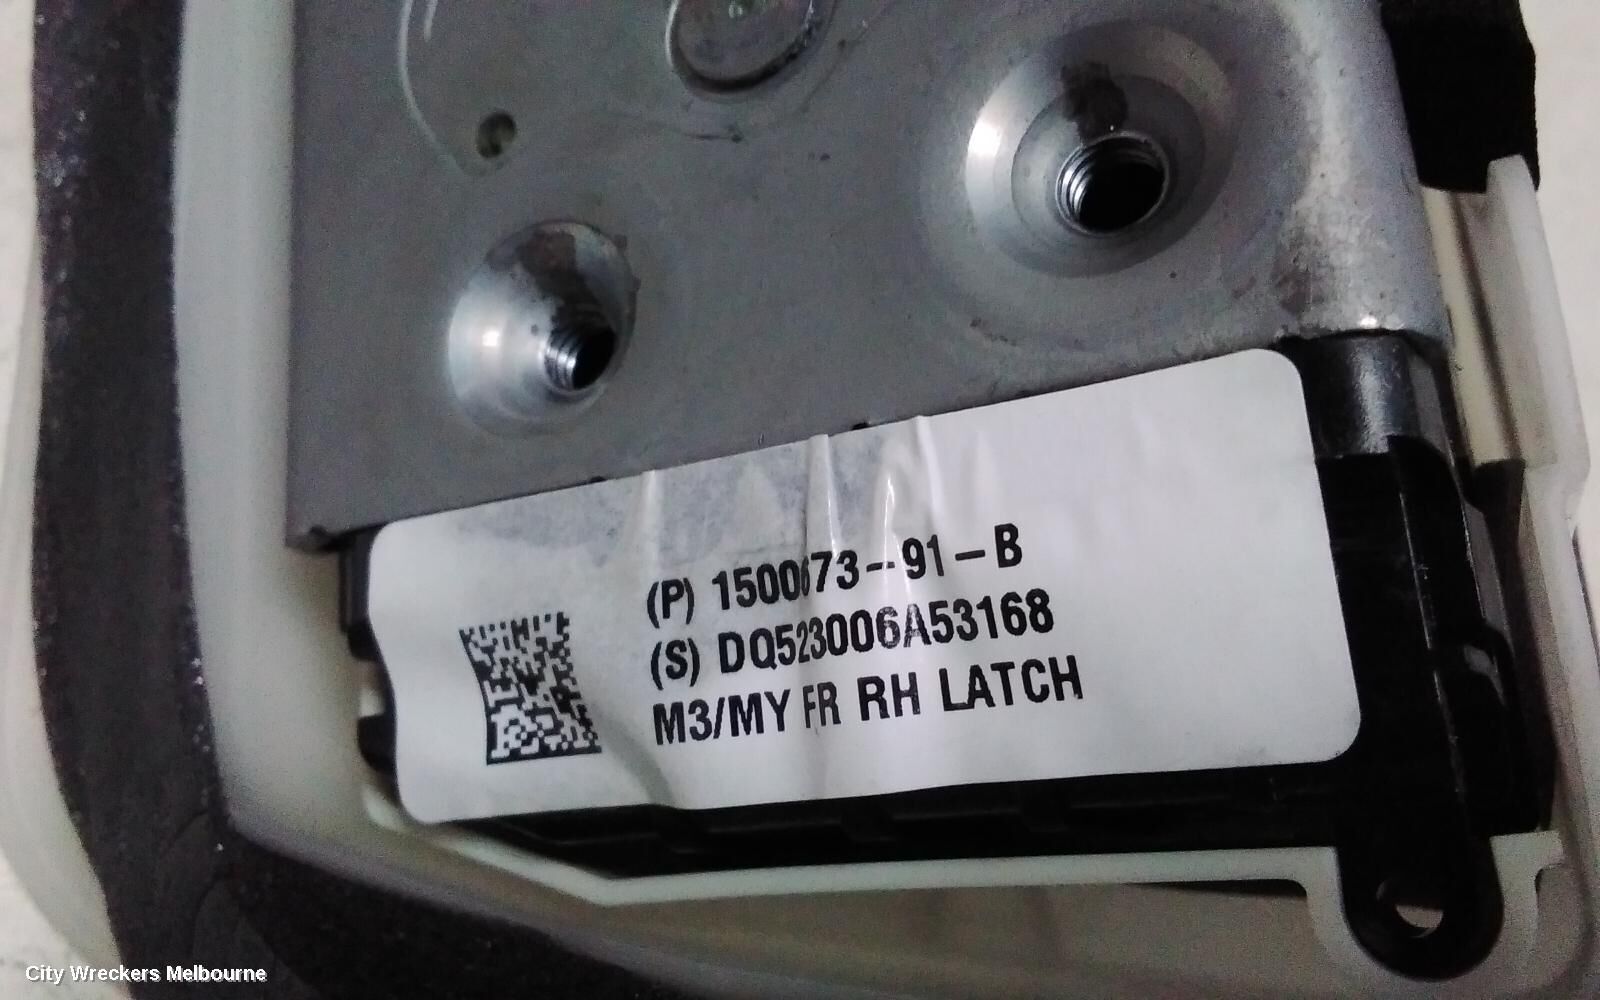 (P) 1500673--91-B
(S) DQ523006A53168
M3/MY FR RH LATCH
City Wreckers Melbourne